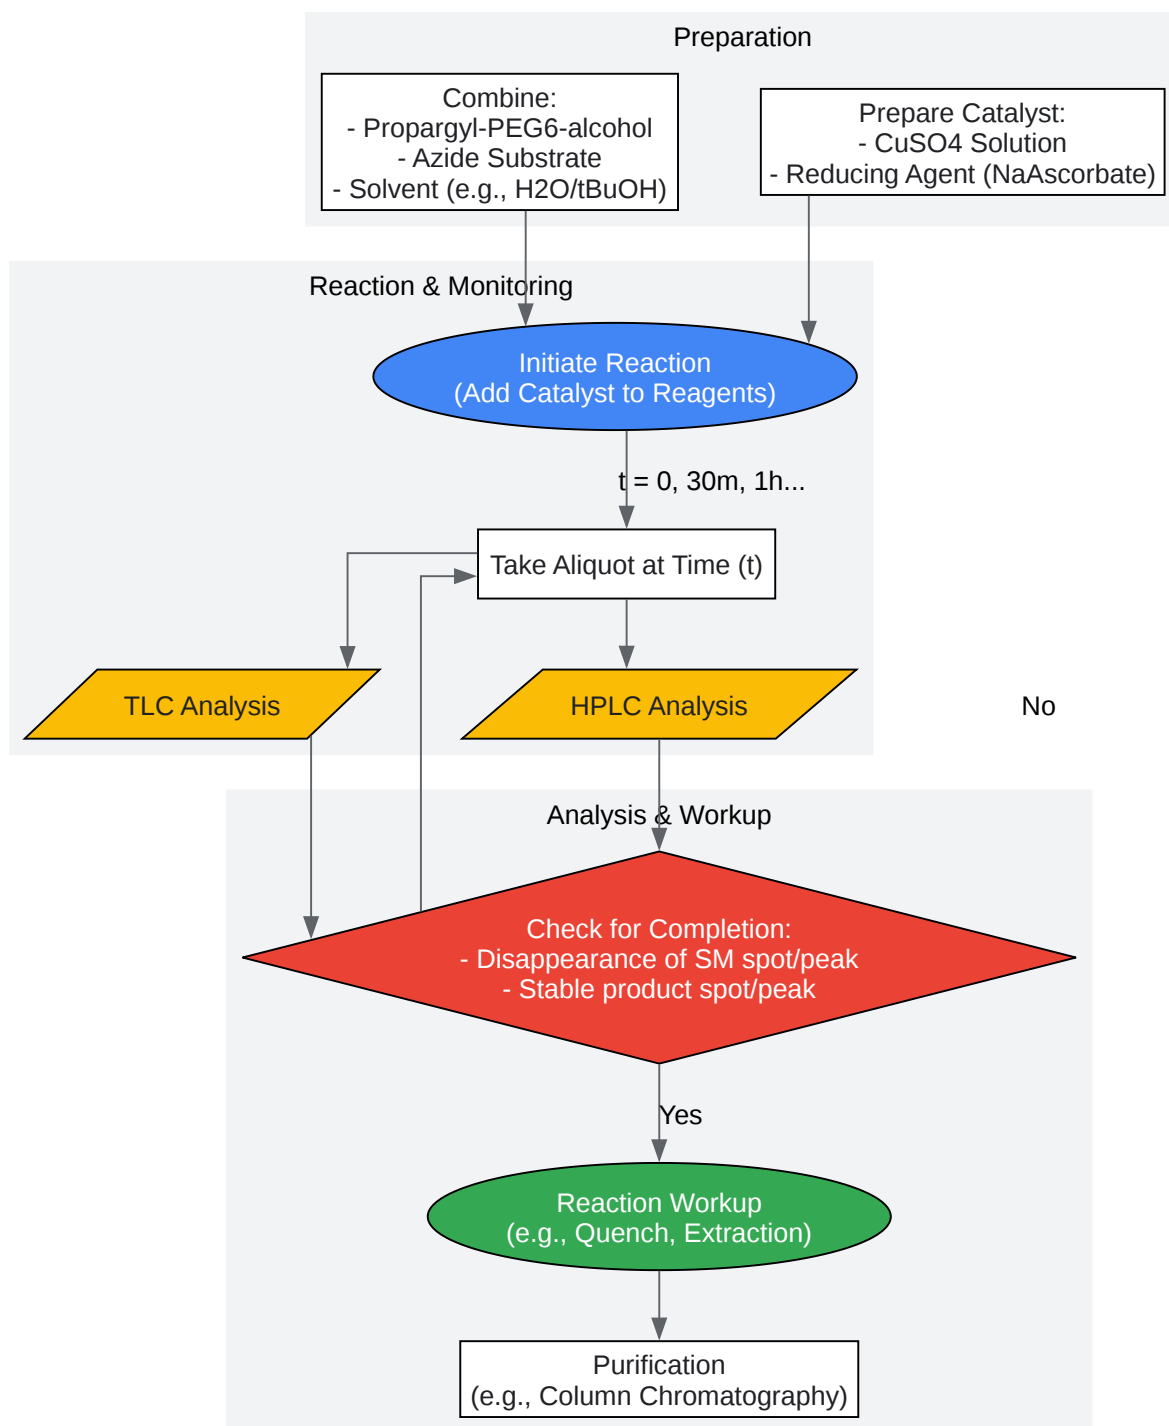 Preparation
Combine:
- Propargyl-PEG6-alcohol
- Azide Substrate
- Solvent (e.g., H2O/tBuOH)
Prepare Catalyst:
- CuSO4 Solution
- Reducing Agent (NaAscorbate)
Reaction & Monitoring
Initiate Reaction
(Add Catalyst to Reagents)
t = 0, 30m, 1h...
Take Aliquot at Time (t)
TLC Analysis
HPLC Analysis
No
Analysis & Workup
Check for Completion:
- Disappearance of SM spot/peak
- Stable product spot/peak
Yes
Reaction Workup
(e.g., Quench, Extraction)
Purification
(e.g., Column Chromatography)